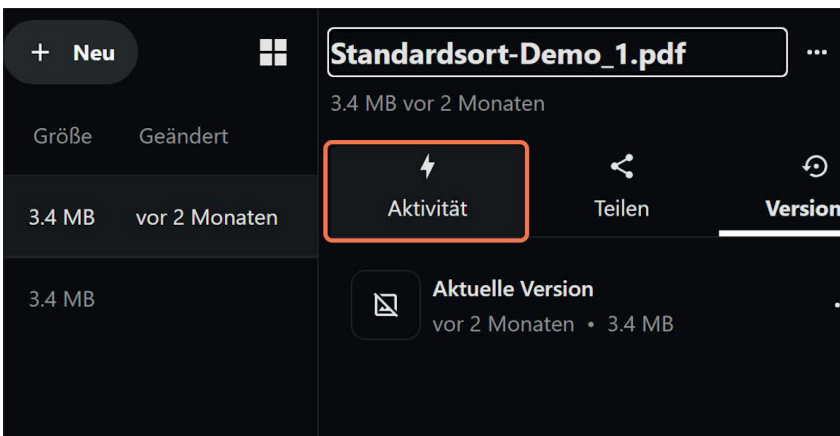 + Neu
Größe Geändert
3.4 MB vor 2 Monaten
3.4 MB
Standardsort-Demo_1.pdf ...
3.4 MB vor 2 Monaten
Aktivität Teilen Version
Aktuelle Version
vor 2 Monaten • 3.4 MB